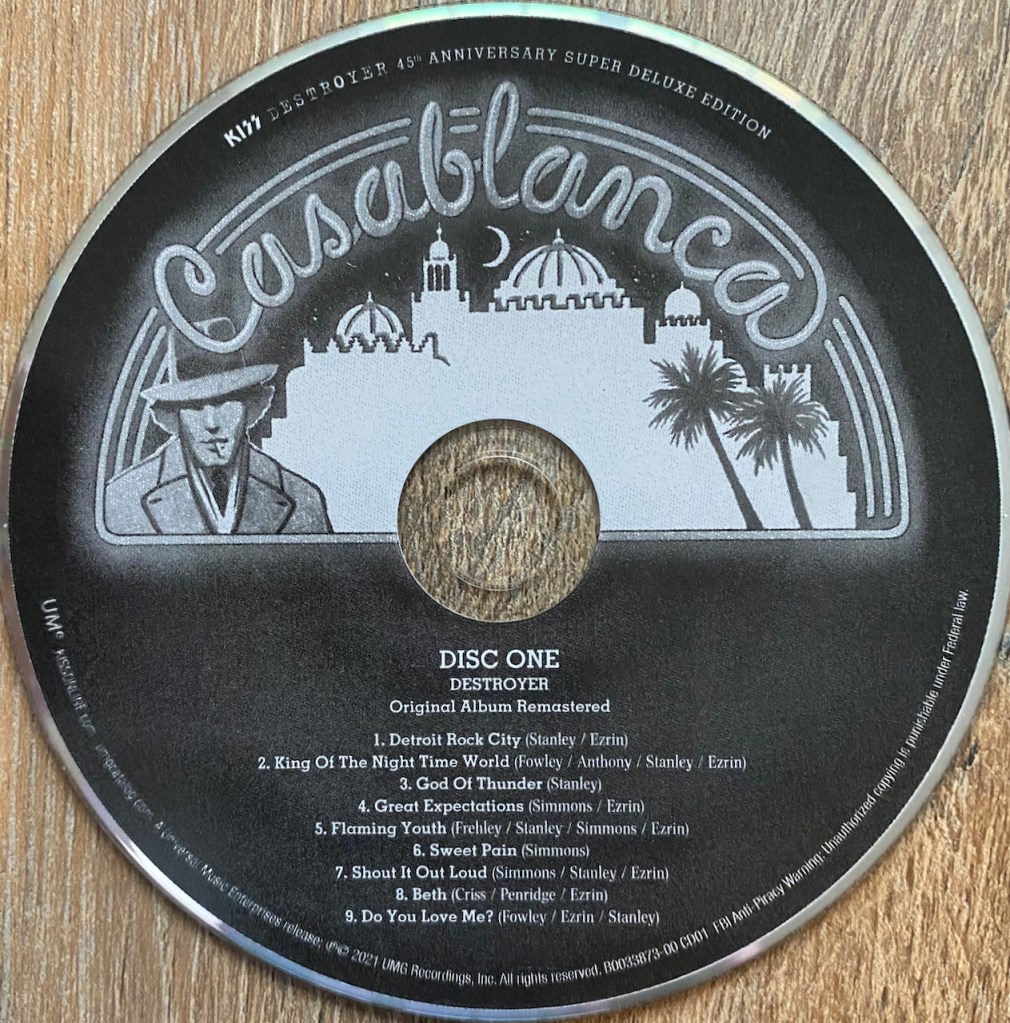 KISS DESTROYER 45th ANNIVERSARY SUPER DELUXE EDITION
Casablanca
DISC ONE
DESTROYER
Original Album Remastered
1. Detroit Rock City (Stanley / Ezrin)
2. King Of The Night Time World (Fowley / Anthony / Stanley / Ezrin)
3. God Of Thunder (Stanley)
4. Great Expectations (Simmons / Ezrin)
5. Flaming Youth (Frehley / Stanley / Simmons / Ezrin)
6. Sweet Pain (Simmons)
7. Shout It Out Loud (Simmons / Stanley / Ezrin)
8. Beth (Criss / Penridge / Ezrin)
9. Do You Love Me? (Fowley / Ezrin / Stanley)
UMe KISSONLINE.com umecatalog.com A Universal Music Enterprises release; ℗© 2021 UMG Recordings, Inc. All rights reserved. B0033873-00 CD01 FBI Anti-Piracy Warning: Unauthorized copying is punishable under Federal law.